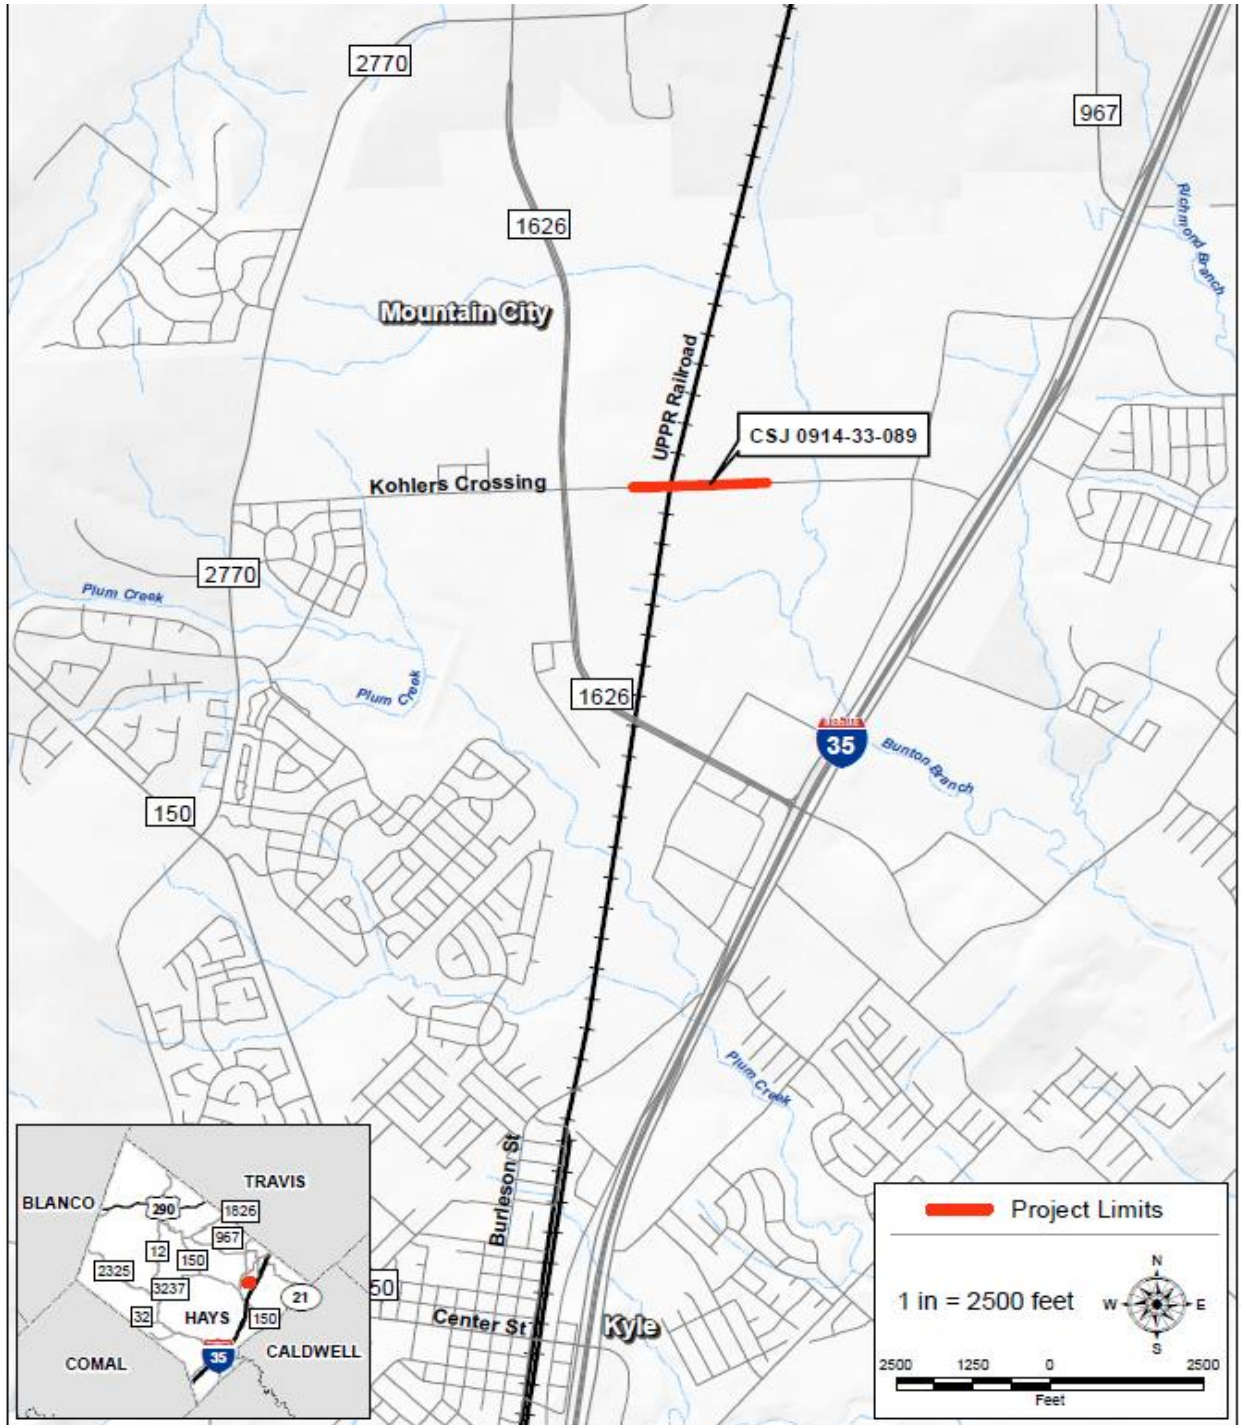 2770
967
1626
Richmond Branch
Mountain City
UPPR Railroad
CSJ 0914-33-089
Kohlers Crossing
2770
Plum Creek
Plum Creek
1626
35
Bunton Branch
150
Plum Creek
Burleson St
50
Center St
Kyle
TRAVIS
BLANCO
290
1826
967
12
150
2325
3237
21
32
HAYS
150
35
COMAL
CALDWELL
Project Limits
1 in = 2500 feet
N
W
E
S
2500 1250 0 2500
Feet